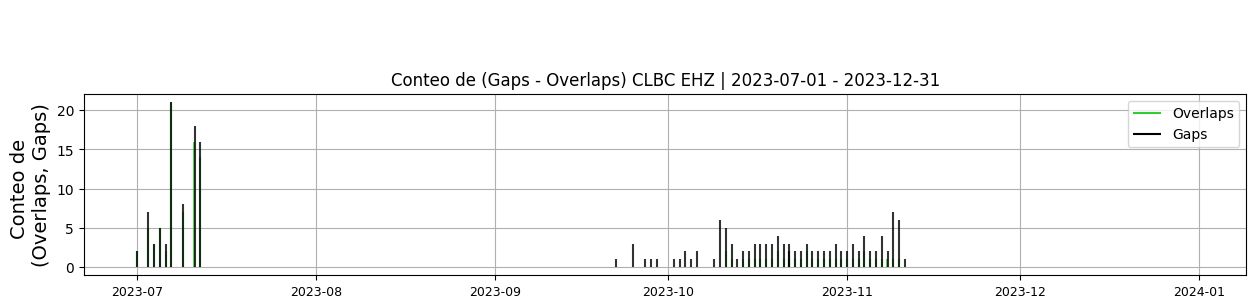 Conteo de (Gaps - Overlaps) CLBC EHZ | 2023-07-01 - 2023-12-31
Conteo de
(Overlaps, Gaps)
20
15
10
5
0
Overlaps
Gaps
2023-07
2023-08
2023-09
2023-10
2023-11
2023-12
2024-01